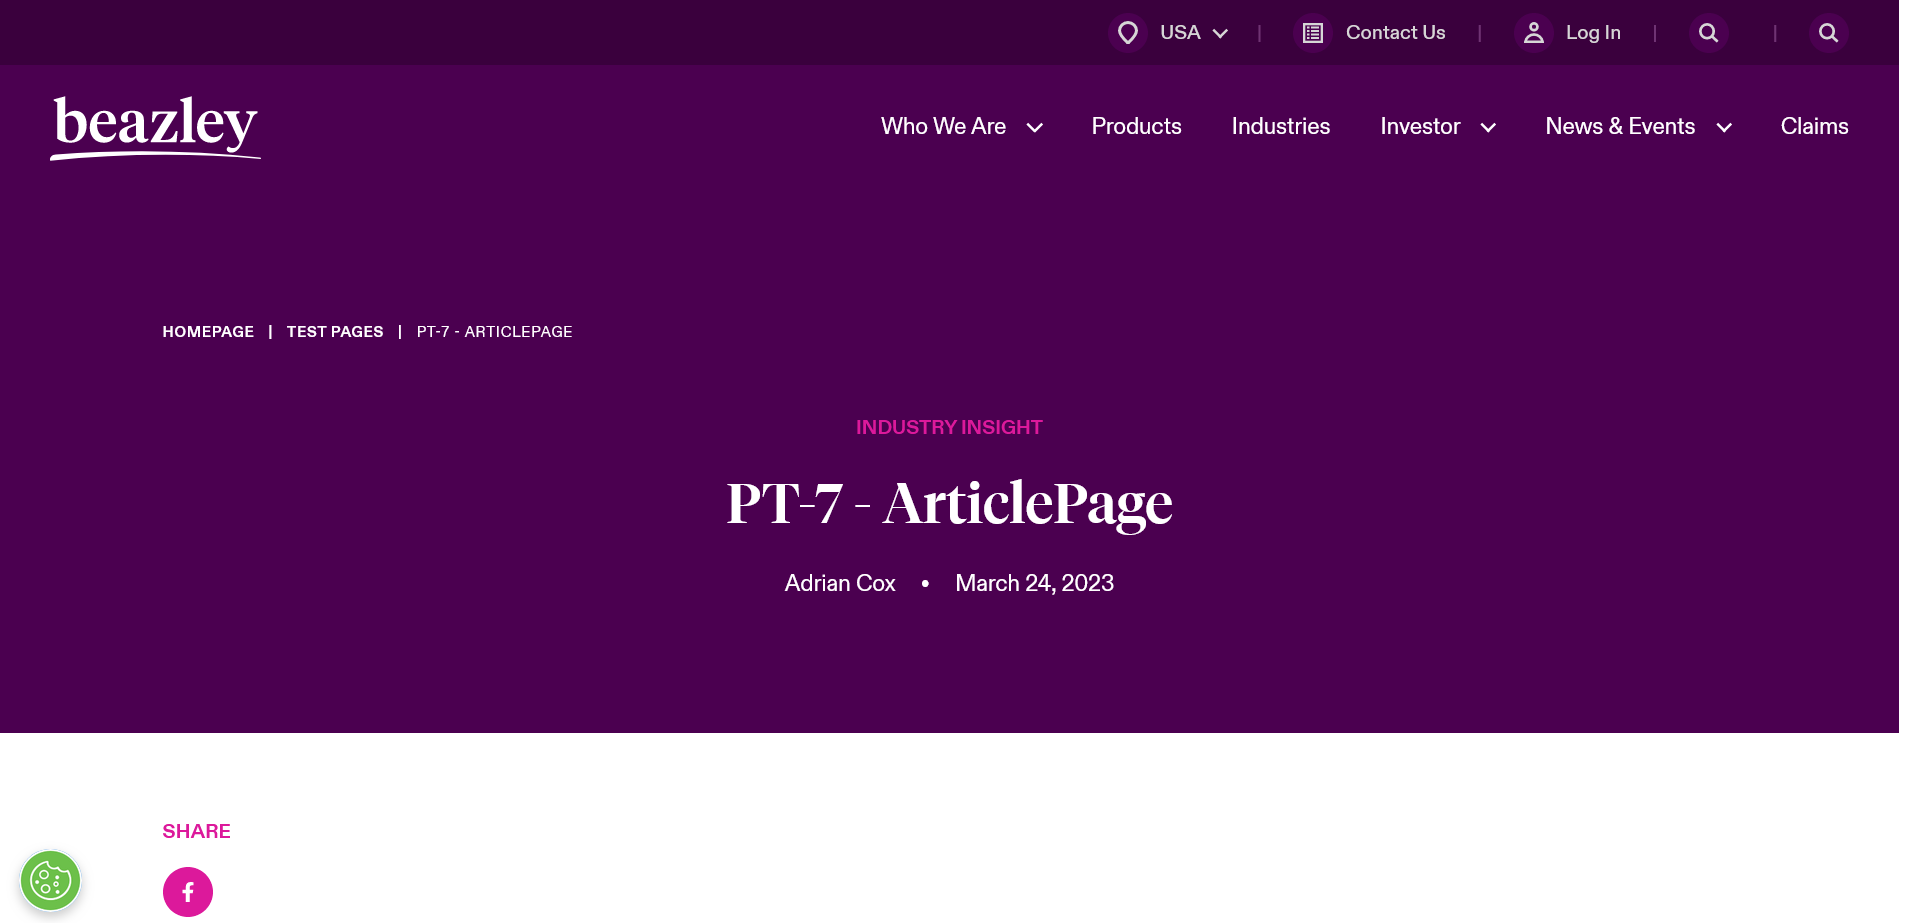 USA | Contact Us | Log In | |
beazley
Who We Are Products Industries Investor News & Events Claims
HOMEPAGE | TEST PAGES | PT-7 - ARTICLEPAGE
INDUSTRY INSIGHT
PT-7 - ArticlePage
Adrian Cox • March 24, 2023
SHARE